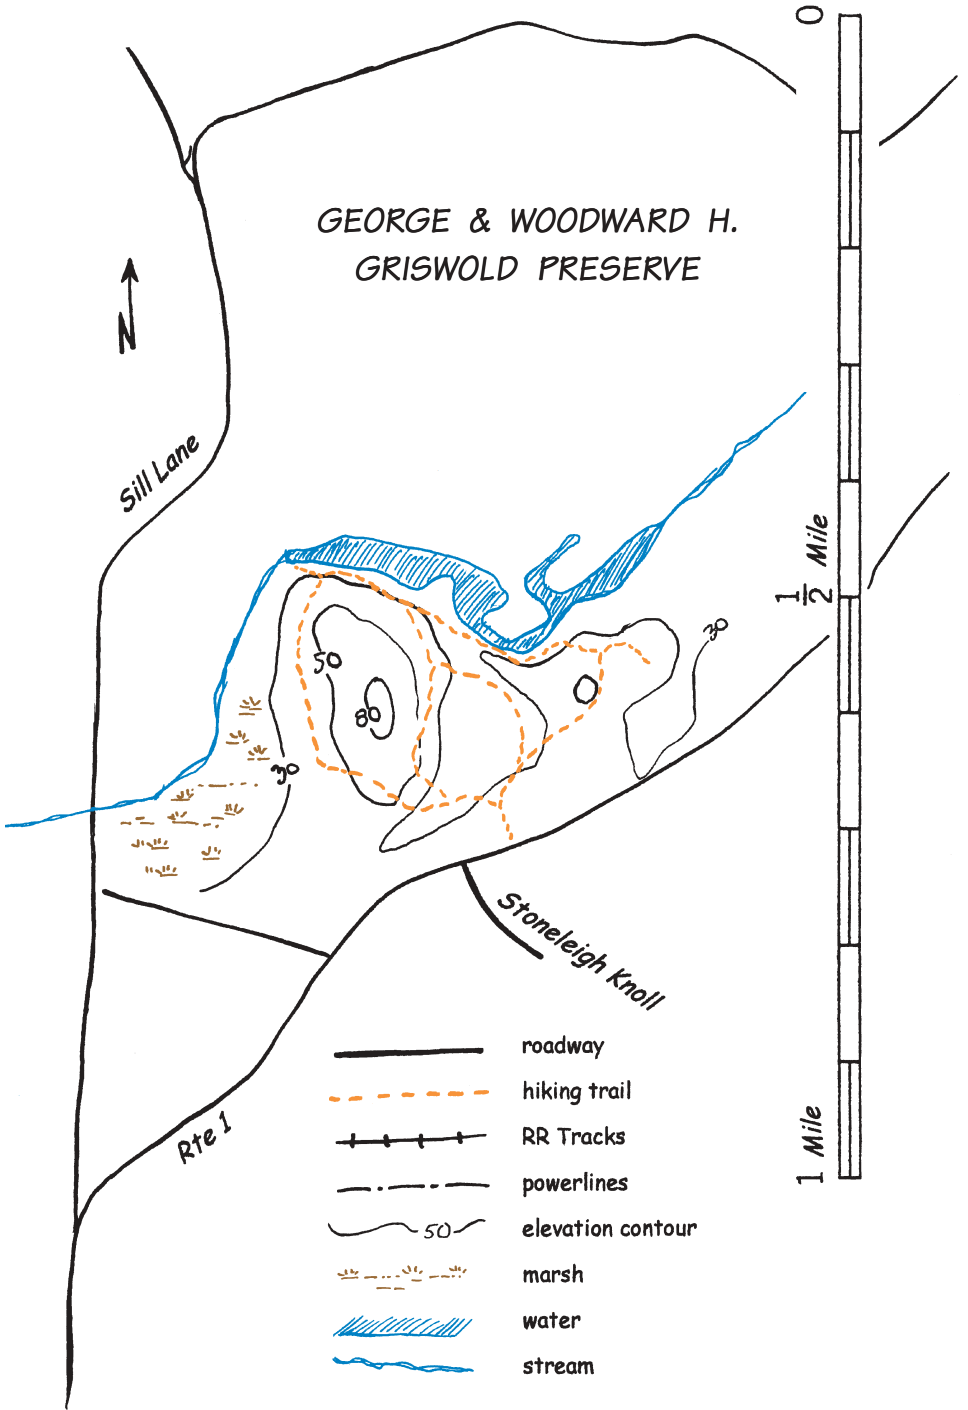 0
GEORGE & WOODWARD H.
GRISWOLD PRESERVE
N
Sill Lane
1/2 Mile
30
50
80
30
Stoneleigh Knoll
roadway
hiking trail
Rte 1
RR Tracks
1 Mile
powerlines
50
elevation contour
marsh
water
stream